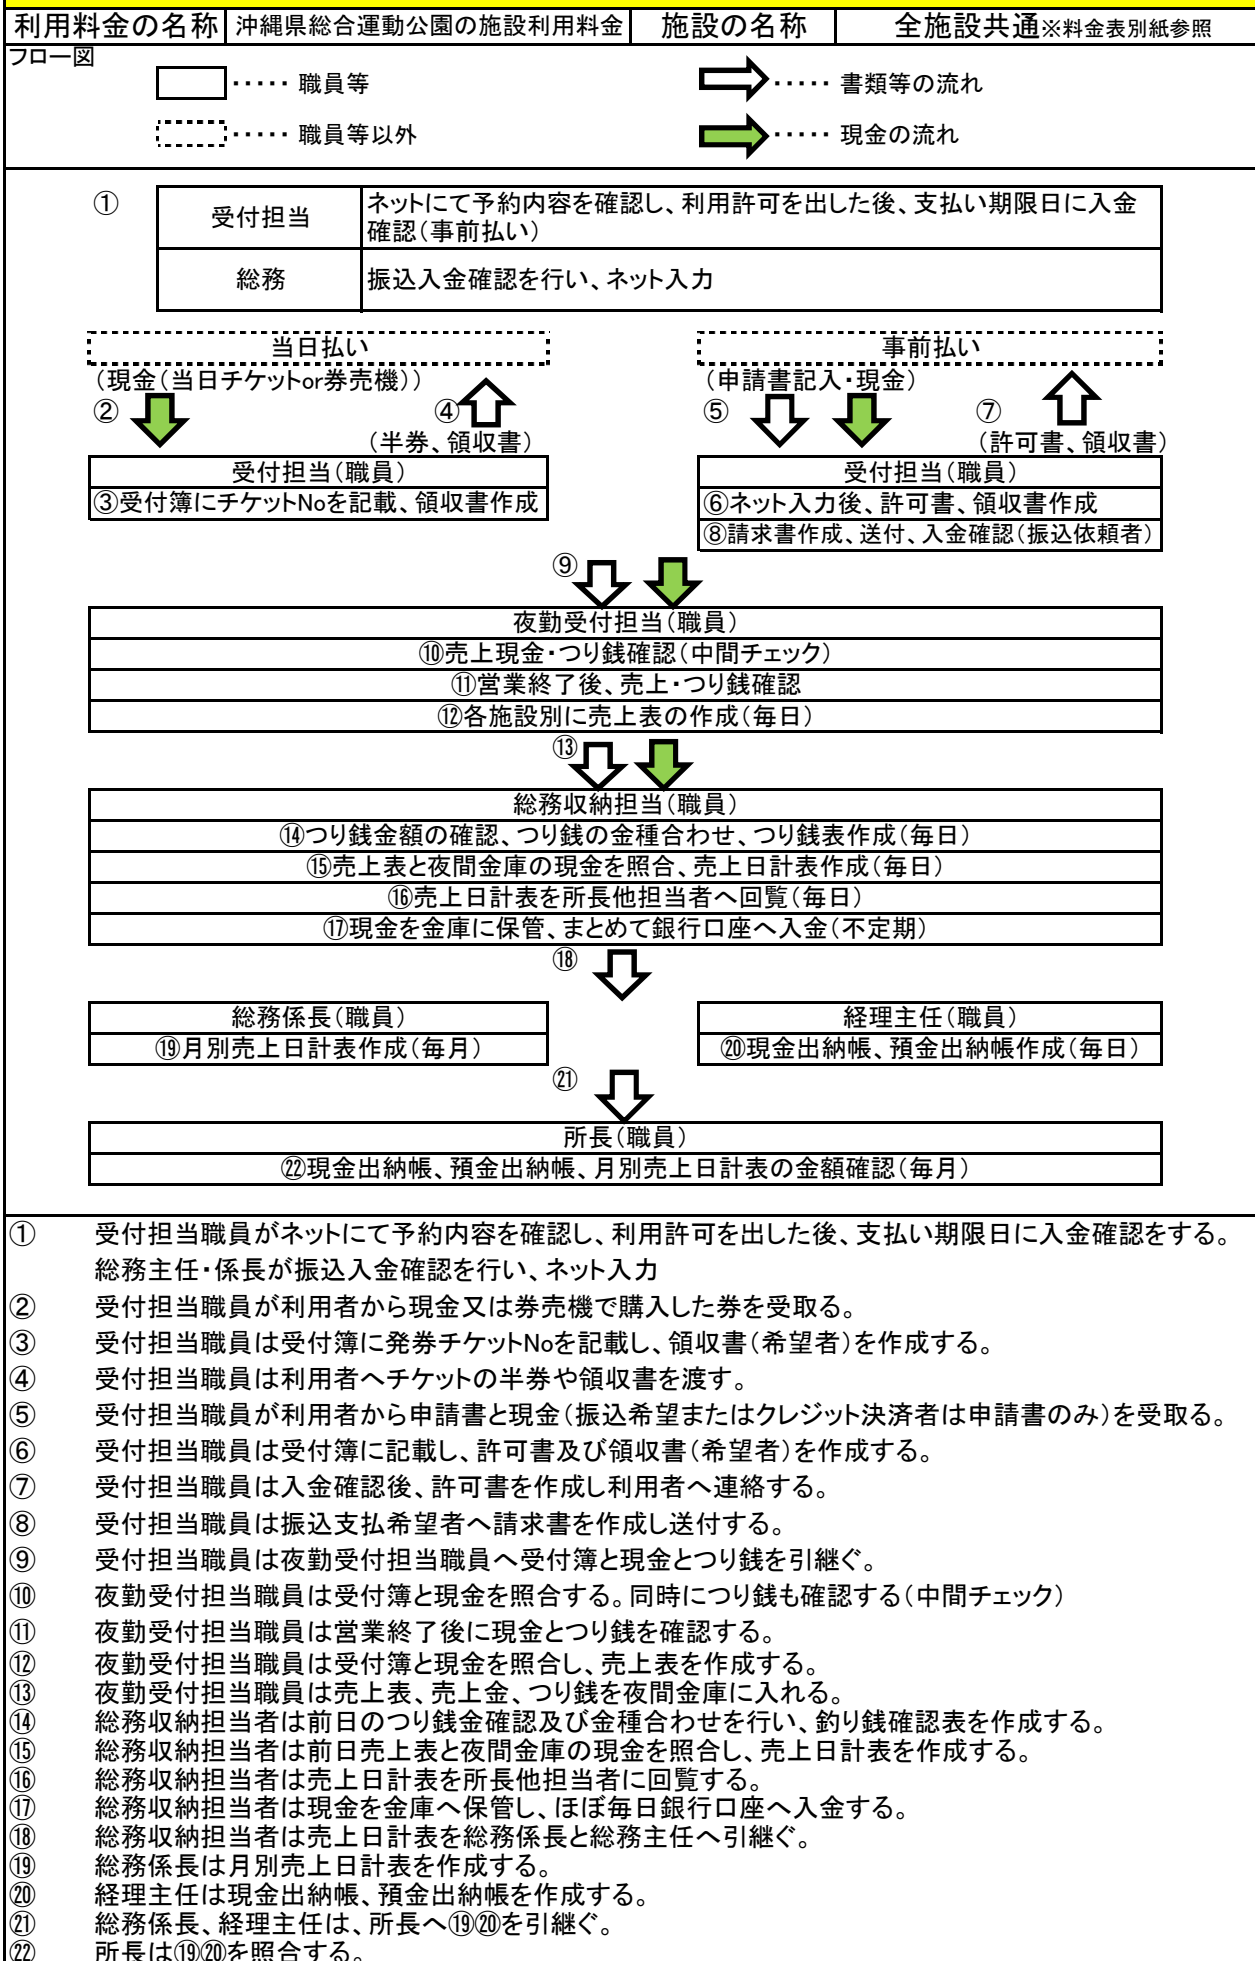 利用料金の名称 沖縄県総合運動公園の施設利用料金 施設の名称 全施設共通※料金表別紙参照
フロー図
・・・・・ 職員等 ・・・・・ 書類等の流れ
・・・・・ 職員等以外 ・・・・・ 現金の流れ
① 受付担当 ネットにて予約内容を確認し、利用許可を出した後、支払い期限日に入金
確認(事前払い)
総務 振込入金確認を行い、ネット入力
当日払い 事前払い
(現金(当日チケットor券売機)) (申請書記入・現金)
② ④ ⑤ ⑦
(半券、領収書) (許可書、領収書)
受付担当(職員) 受付担当(職員)
③受付簿にチケットNoを記載、領収書作成 ⑥ネット入力後、許可書、領収書作成
⑧請求書作成、送付、入金確認(振込依頼者)
⑨
夜勤受付担当(職員)
⑩売上現金・つり銭確認(中間チェック)
⑪営業終了後、売上・つり銭確認
⑫各施設別に売上表の作成(毎日)
⑬
総務収納担当(職員)
⑭つり銭金額の確認、つり銭の金種合わせ、つり銭表作成(毎日)
⑮売上表と夜間金庫の現金を照合、売上日計表作成(毎日)
⑯売上日計表を所長他担当者へ回覧(毎日)
⑰現金を金庫に保管、まとめて銀行口座へ入金(不定期)
⑱
総務係長(職員) 経理主任(職員)
⑲月別売上日計表作成(毎月) ⑳現金出納帳、預金出納帳作成(毎日)
㉑
所長(職員)
㉒現金出納帳、預金出納帳、月別売上日計表の金額確認(毎月)
① 受付担当職員がネットにて予約内容を確認し、利用許可を出した後、支払い期限日に入金確認をする。
総務主任・係長が振込入金確認を行い、ネット入力
② 受付担当職員が利用者から現金又は券売機で購入した券を受取る。
③ 受付担当職員は受付簿に発券チケットNoを記載し、領収書(希望者)を作成する。
④ 受付担当職員は利用者へチケットの半券や領収書を渡す。
⑤ 受付担当職員が利用者から申請書と現金(振込希望またはクレジット決済者は申請書のみ)を受取る。
⑥ 受付担当職員は受付簿に記載し、許可書及び領収書(希望者)を作成する。
⑦ 受付担当職員は入金確認後、許可書を作成し利用者へ連絡する。
⑧ 受付担当職員は振込支払希望者へ請求書を作成し送付する。
⑨ 受付担当職員は夜勤受付担当職員へ受付簿と現金とつり銭を引継ぐ。
⑩ 夜勤受付担当職員は受付簿と現金を照合する。同時につり銭も確認する(中間チェック)
⑪ 夜勤受付担当職員は営業終了後に現金とつり銭を確認する。
⑫ 夜勤受付担当職員は受付簿と現金を照合し、売上表を作成する。
⑬ 夜勤受付担当職員は売上表、売上金、つり銭を夜間金庫に入れる。
⑭ 総務収納担当者は前日のつり銭金確認及び金種合わせを行い、釣り銭確認表を作成する。
⑮ 総務収納担当者は前日売上表と夜間金庫の現金を照合し、売上日計表を作成する。
⑯ 総務収納担当者は売上日計表を所長他担当者に回覧する。
⑰ 総務収納担当者は現金を金庫へ保管し、ほぼ毎日銀行口座へ入金する。
⑱ 総務収納担当者は売上日計表を総務係長と総務主任へ引継ぐ。
⑲ 総務係長は月別売上日計表を作成する。
⑳ 経理主任は現金出納帳、預金出納帳を作成する。
㉑ 総務係長、経理主任は、所長へ⑲⑳を引継ぐ。
㉒ 所長は⑲⑳を照合する。